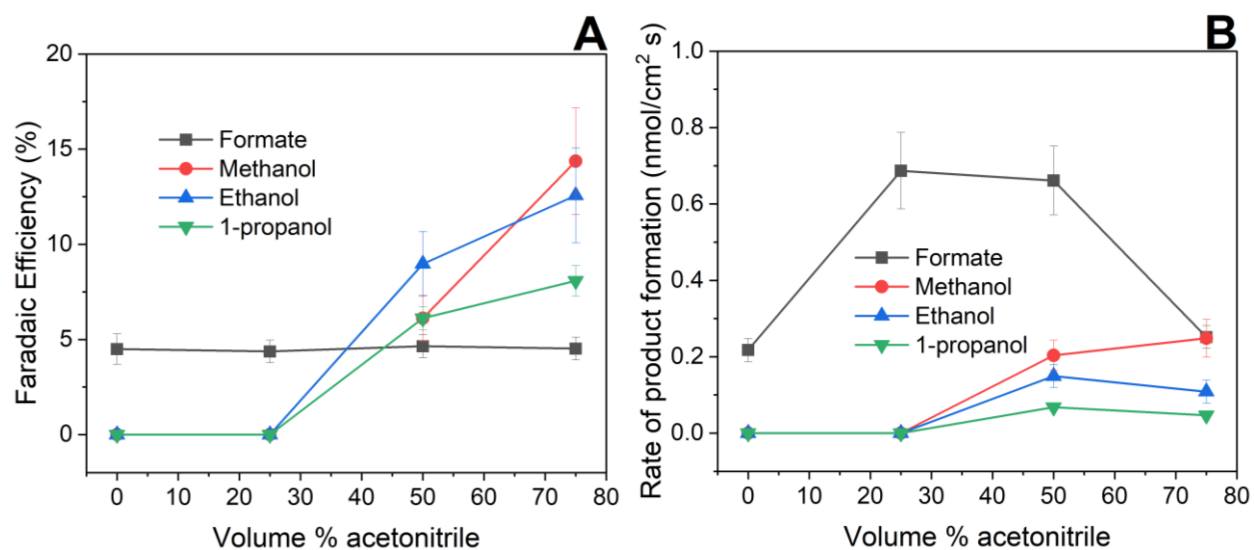 A
Faradaic Efficiency (%)
20
15
10
5
0
Formate
Methanol
Ethanol
1-propanol
0 10 20 30 40 50 60 70 80
Volume % acetonitrile
B
Rate of product formation (nmol/cm² s)
1.0
0.8
0.6
0.4
0.2
0.0
Formate
Methanol
Ethanol
1-propanol
0 10 20 30 40 50 60 70 80
Volume % acetonitrile